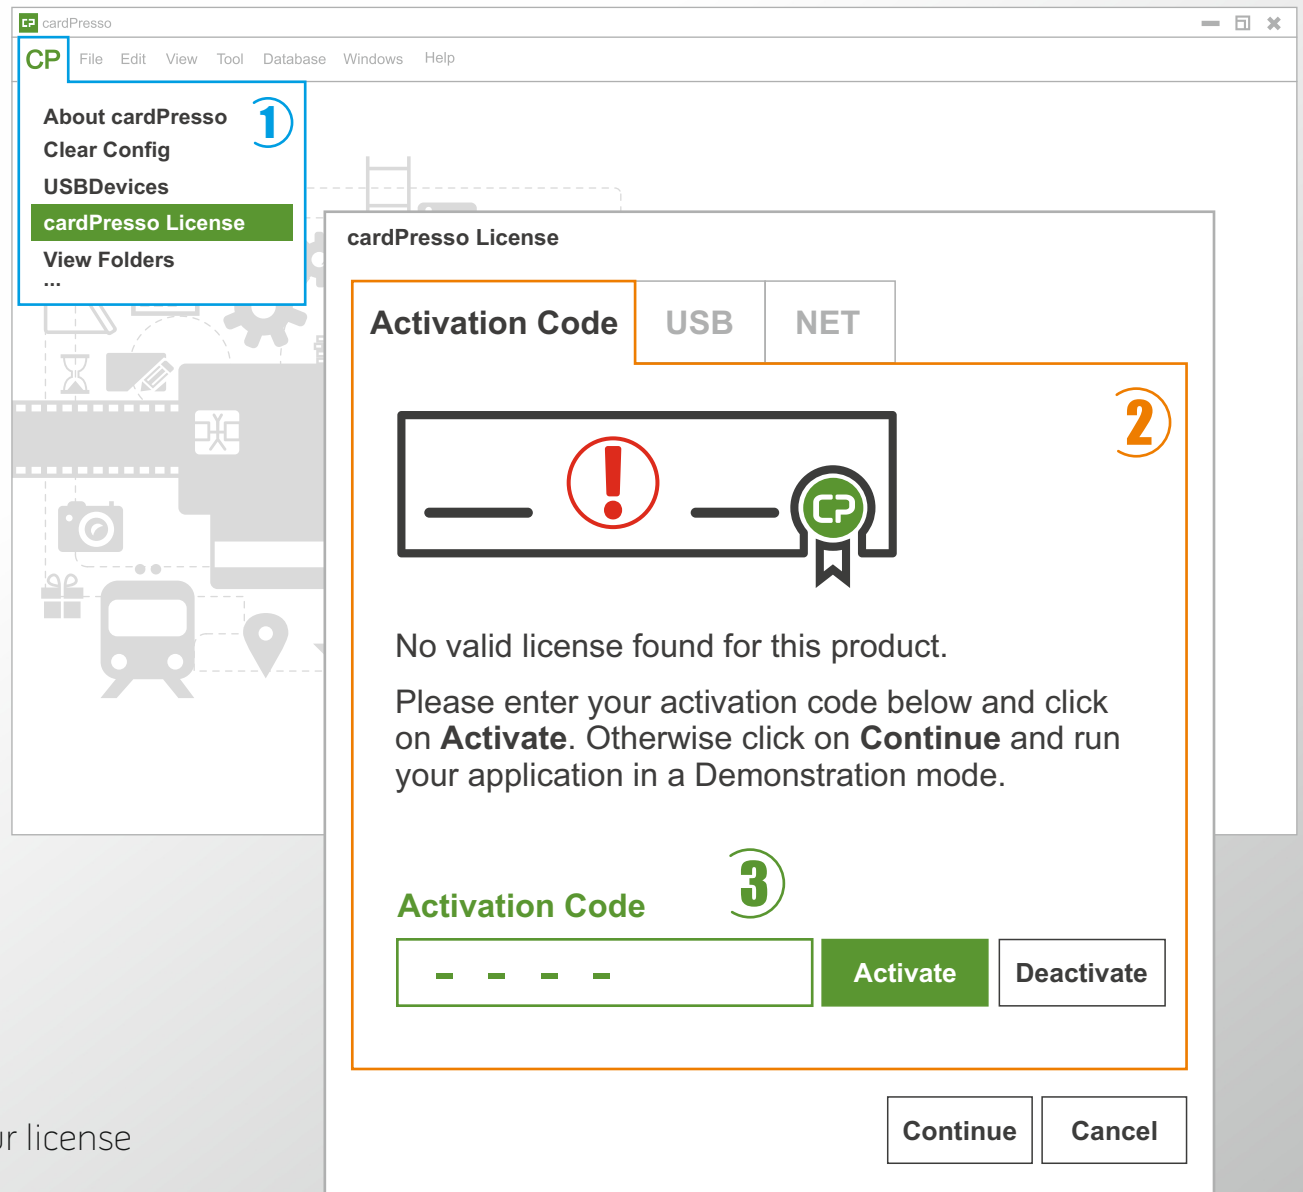 CP cardPresso
CP File Edit View Tool Database Windows Help
About cardPresso
1
Clear Config
USBDevices
cardPresso License
View Folders
...
cardPresso License
Activation Code USB NET
2
!
CP
No valid license found for this product.
Please enter your activation code below and click
on Activate. Otherwise click on Continue and run
your application in a Demonstration mode.
3
Activation Code
- - - -
Activate Deactivate
Continue Cancel
license